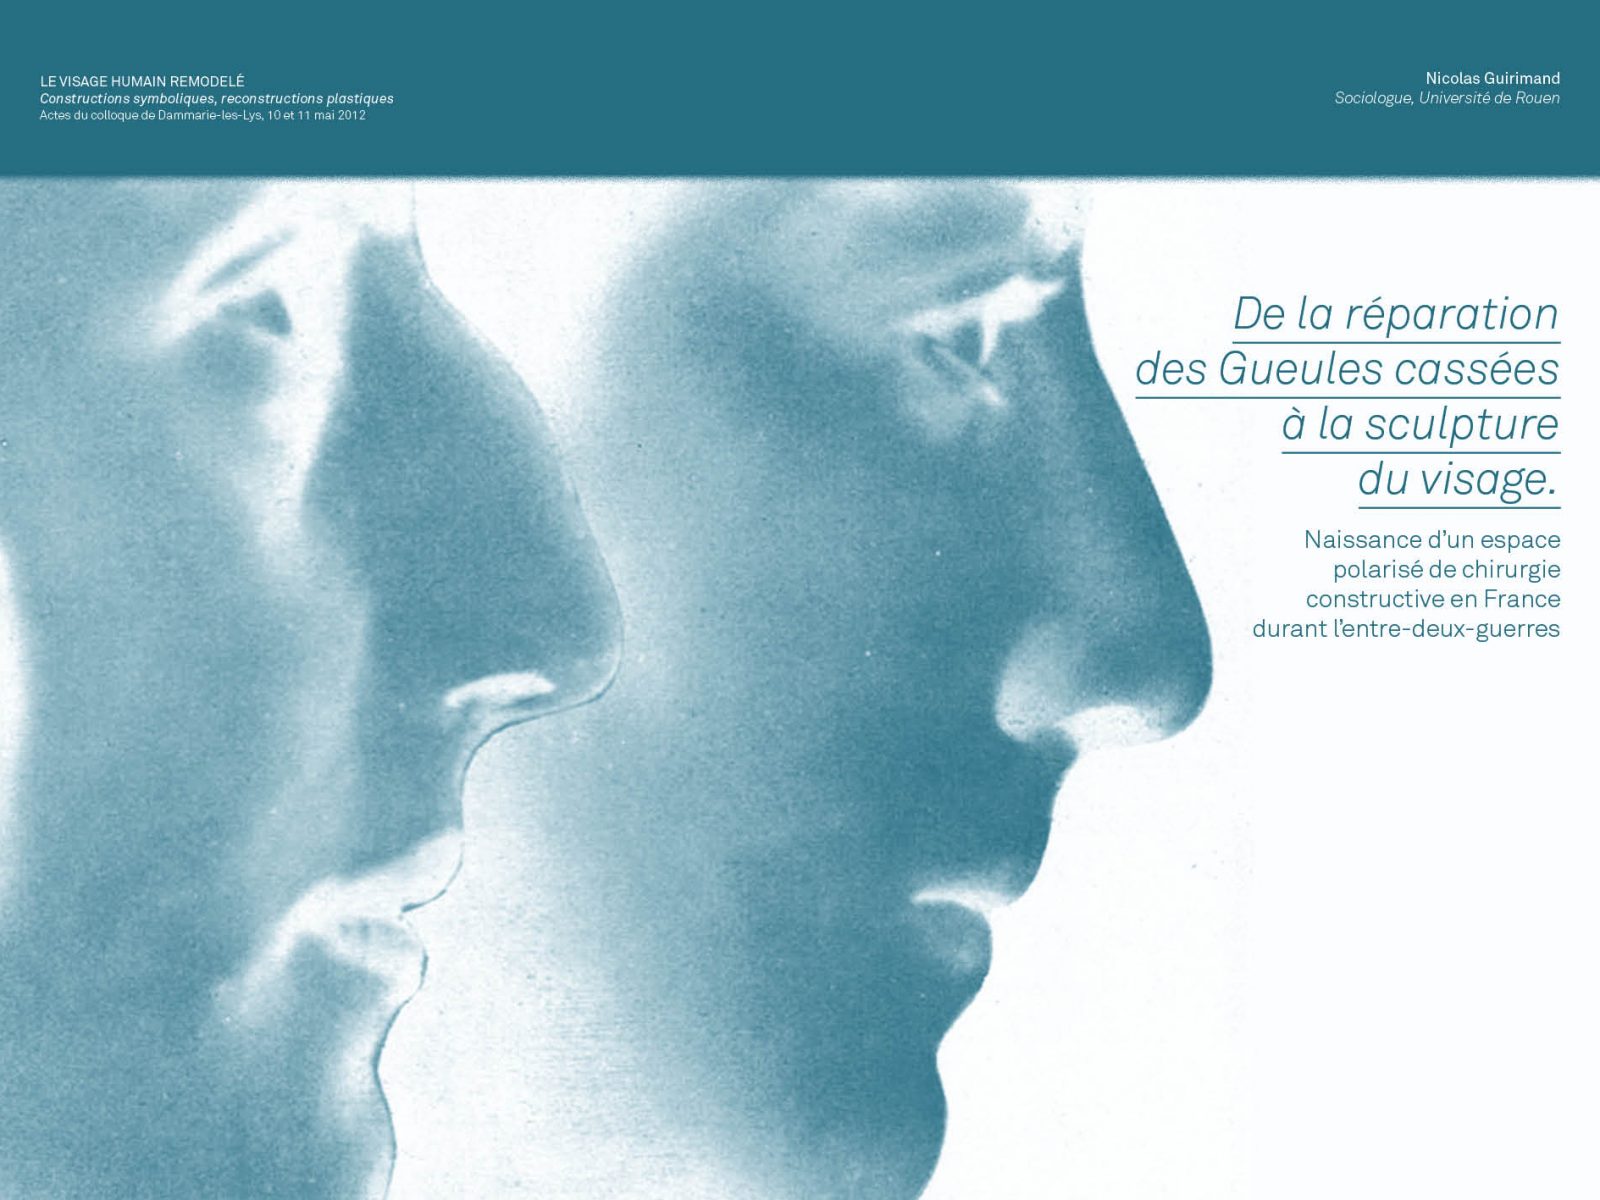 LE VISAGE HUMAIN REMODELÉ
Constructions symboliques, reconstructions plastiques
Actes du colloque de Dammarie-les-Lys, 10 et 11 mai 2012
Nicolas Guirimand
Sociologue, Université de Rouen
De la réparation
des Gueules cassées
à la sculpture
du visage.
Naissance d'un espace
polarisé de chirurgie
constructive en France
durant l'entre-deux-guerres